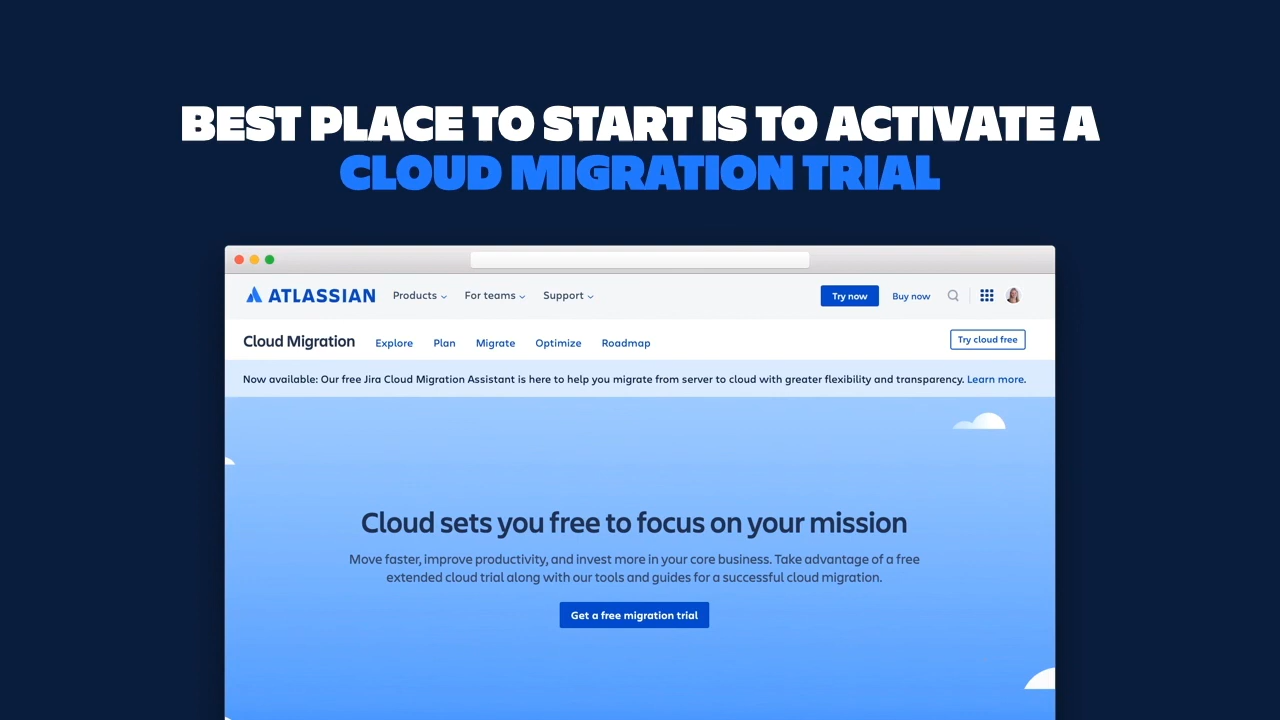 BEST PLACE TO START IS TO ACTIVATE A
CLOUD MIGRATION TRIAL
ATLASSIAN Products For teams Support Try now Buy now
Cloud Migration Explore Plan Migrate Optimize Roadmap Try cloud free
Now available: Our free Jira Cloud Migration Assistant is here to help you migrate from server to cloud with greater flexibility and transparency. Learn more.
Cloud sets you free to focus on your mission
Move faster, improve productivity, and invest more in your core business. Take advantage of a free
extended cloud trial along with our tools and guides for a successful cloud migration.
Get a free migration trial